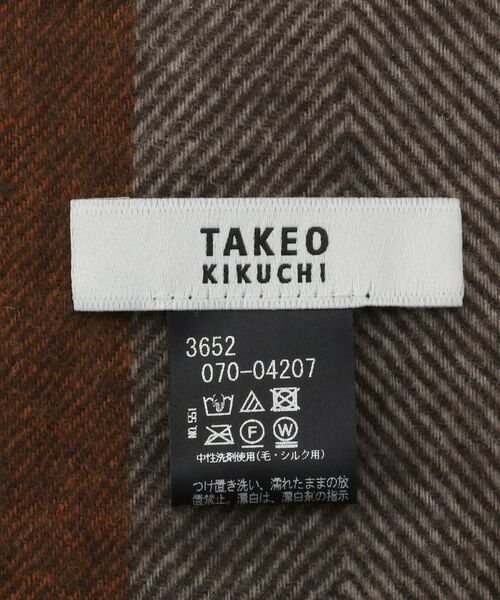 TAKEO
KIKUCHI
3652
070-04207
NO.551
F W
中性洗剤使用(毛・シルク用)
つけ置き洗い、濡れたままの放
置禁止。漂白は、漂白剤の指示